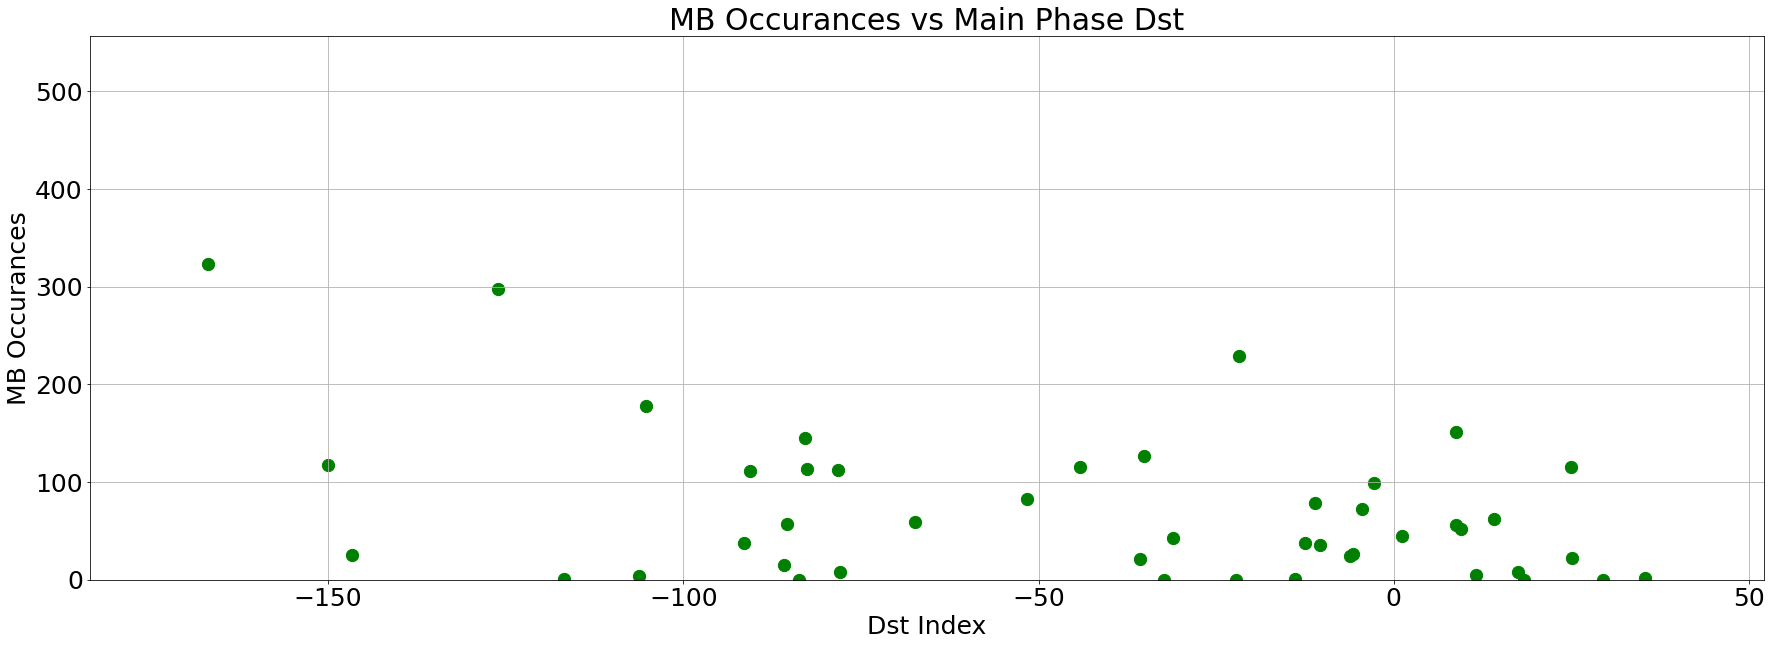 MB Occurances vs Main Phase Dst
500
400
300
200
100
0
MB Occurances
−150 −100 −50 0 50
Dst Index